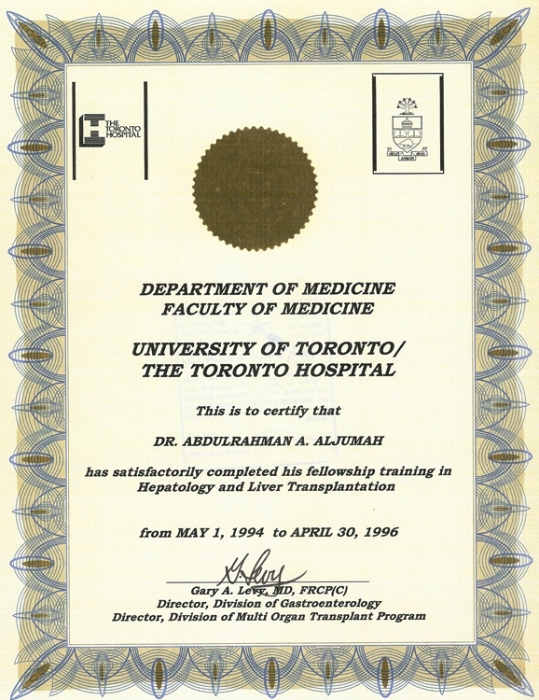 THE
TORONTO
HOSPITAL
DEPARTMENT OF MEDICINE
FACULTY OF MEDICINE
UNIVERSITY OF TORONTO/
THE TORONTO HOSPITAL
This is to certify that
DR. ABDULRAHMAN A. ALJUMAH
has satisfactorily completed his fellowship training in
Hepatology and Liver Transplantation
from MAY 1, 1994 to APRIL 30, 1996
G. Levy
Gary A. Levy, MD, FRCP(C)
Director, Division of Gastroenterology
Director, Division of Multi Organ Transplant Program